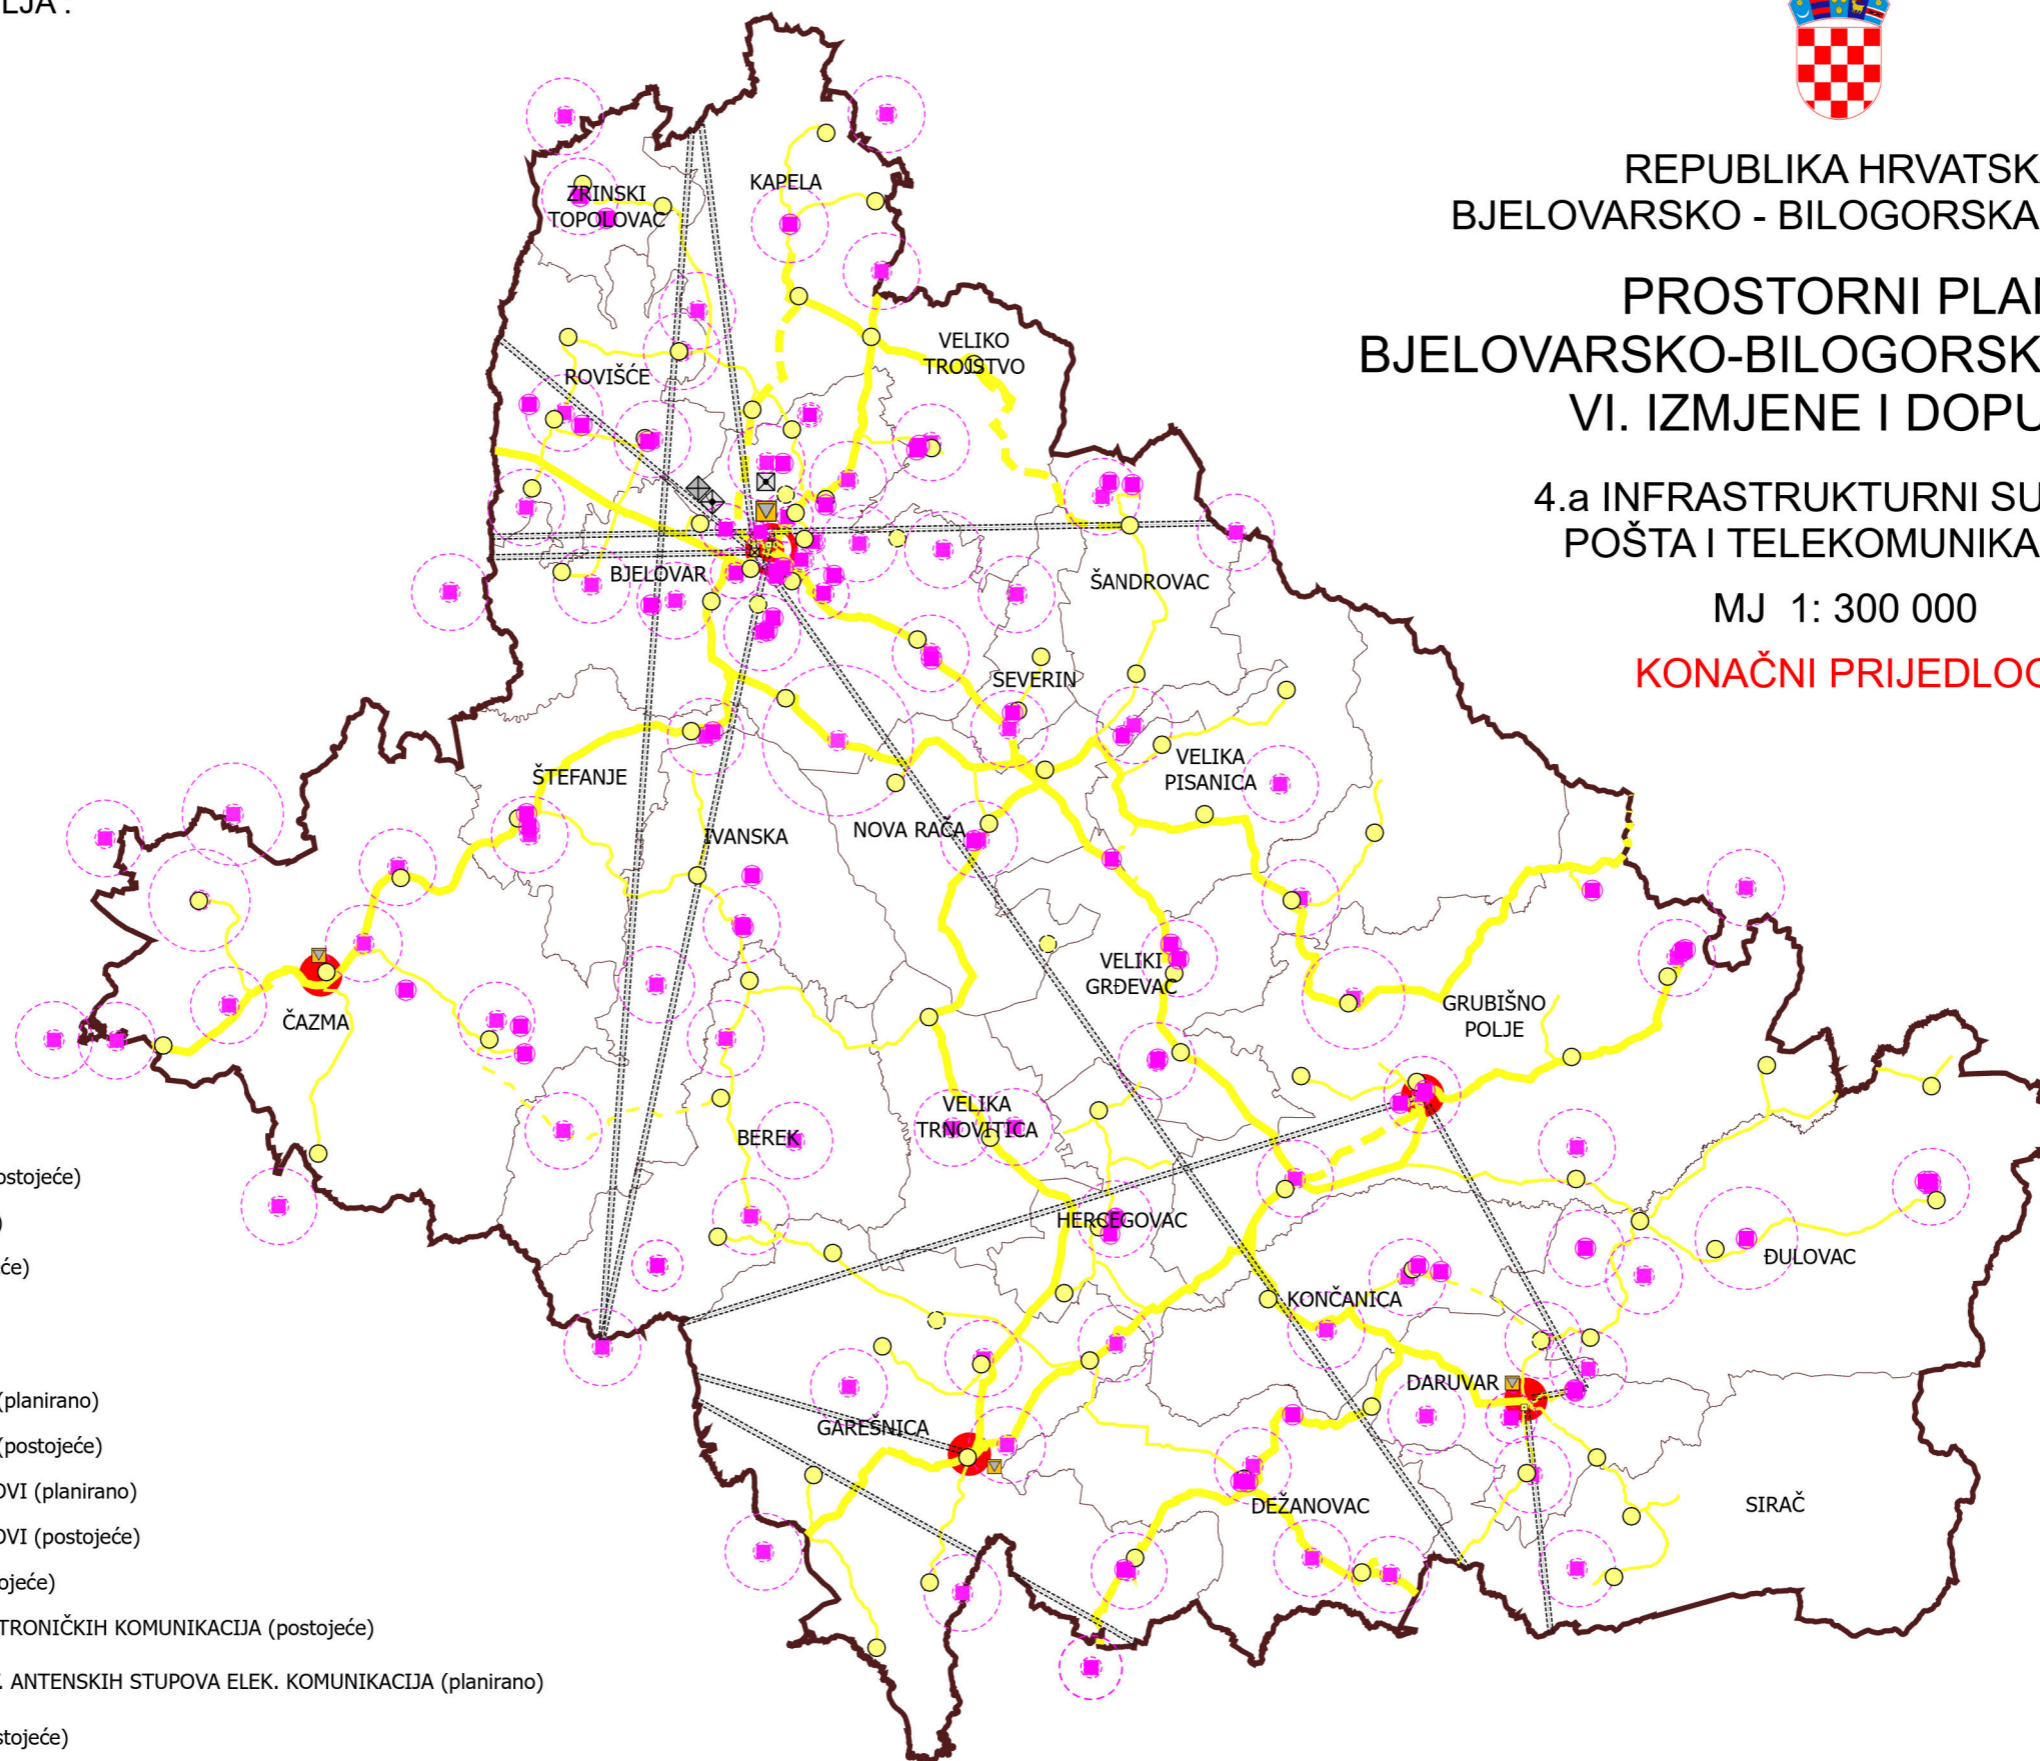 LJA :
REPUBLIKA HRVATSK
BJELOVARSKO - BILOGORSKA
PROSTORNI PLAN
BJELOVARSKO-BILOGORSK
VI. IZMJENE I DOPU
4.a INFRASTRUKTURNI SU
POŠTA I TELEKOMUNIKA
MJ 1: 300 000
KONAČNI PRIJEDLOG
ZRINSKI
TOPOLOVAC
KAPELA
VELIKO
TROJSTVO
ROVIŠĆE
BJELOVAR
ŠANDROVAC
SEVERIN
VELIKA
PISANICA
ŠTEFANJE
IVANSKA
NOVA RAČA
VELIKI
GRĐEVAC
GRUBIŠNO
POLJE
ČAZMA
VELIKA
TRNOVITICA
BEREK
HERCEGOVAC
ĐULOVAC
KONČANICA
DARUVAR
GAREŠNICA
DEŽANOVAC
SIRAČ
ostojeće)
)
će)
(planirano)
(postojeće)
OVI (planirano)
OVI (postojeće)
ojeće)
TRONIČKIH KOMUNIKACIJA (postojeće)
. ANTENSKIH STUPOVA ELEK. KOMUNIKACIJA (planirano)
stojeće)